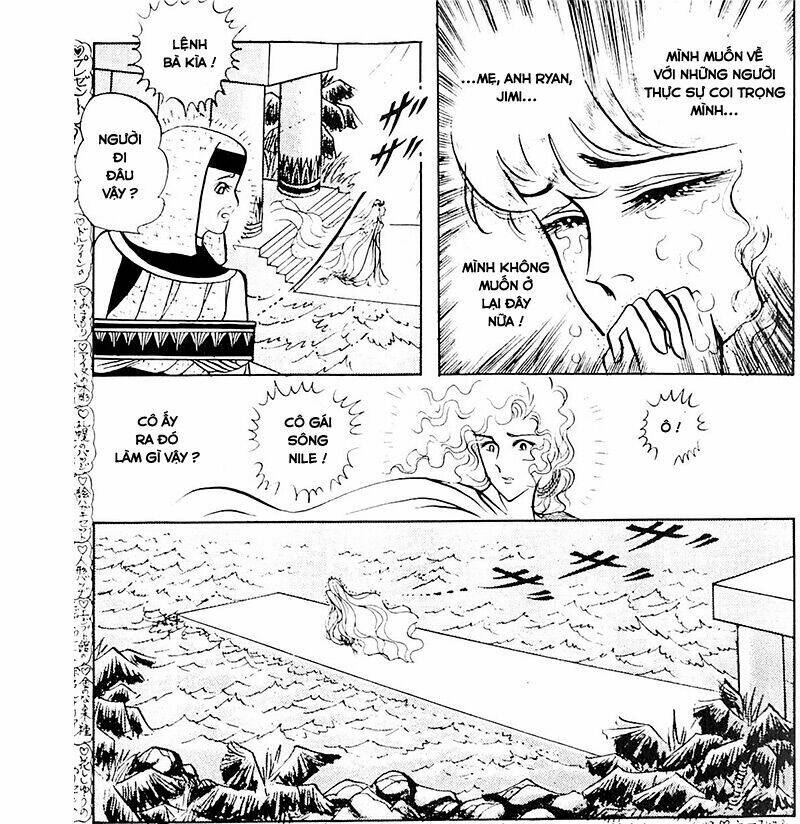 MÌNH MUỐN VỀ
VỚI NHỮNG NGƯỜI
THỰC SỰ COI TRỌNG
MÌNH...
...MẸ, ANH RYAN,
JIMI...
MÌNH KHÔNG
MUỐN Ở
LẠI ĐÂY
NỮA !
LỆNH
BÀ KÌA !
NGƯỜI
ĐI
ĐÂU
VẬY ?
Ô !
CÔ GÁI
SÔNG
NILE !
CÔ ẤY
RA ĐÓ
LÀM GÌ VẬY ?